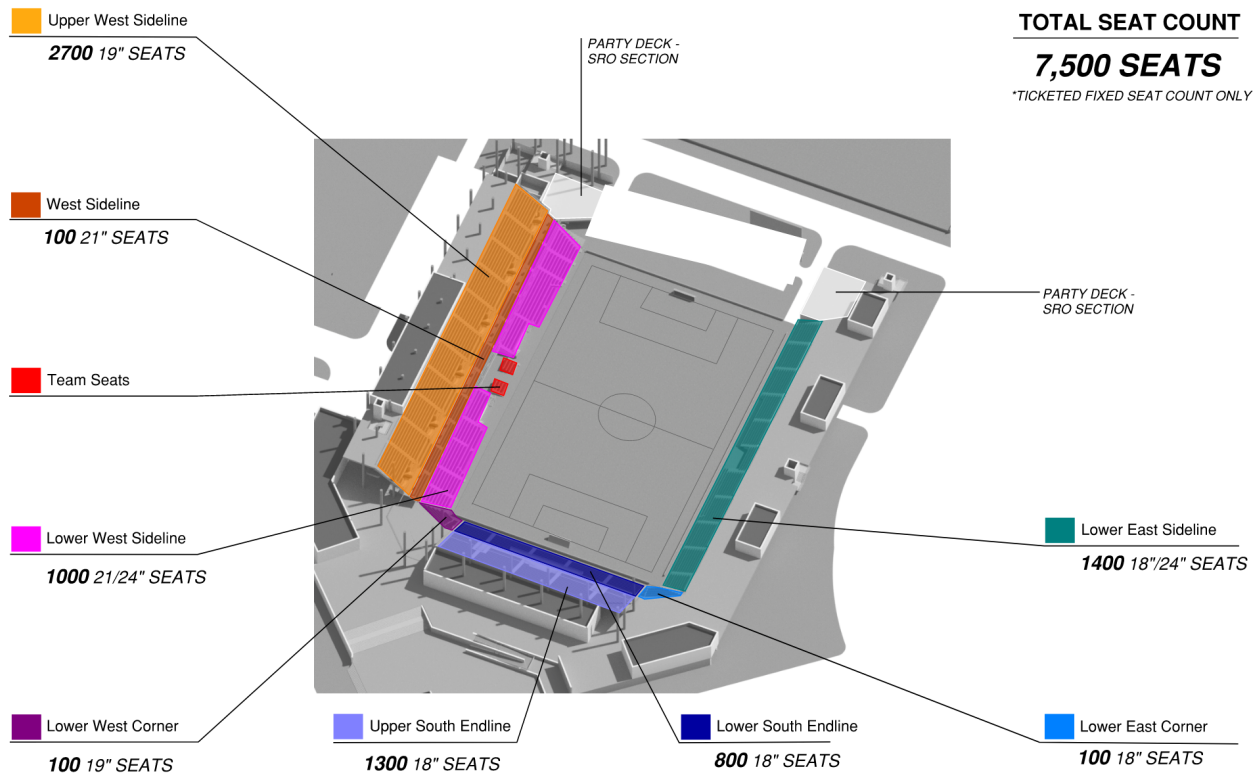 Upper West Sideline
2700 19" SEATS
PARTY DECK -
SRO SECTION
TOTAL SEAT COUNT
7,500 SEATS
*TICKETED FIXED SEAT COUNT ONLY
West Sideline
100 21" SEATS
PARTY DECK -
SRO SECTION
Team Seats
Lower West Sideline
1000 21/24" SEATS
Lower East Sideline
1400 18"/24" SEATS
Lower West Corner
100 19" SEATS
Upper South Endline
1300 18" SEATS
Lower South Endline
800 18" SEATS
Lower East Corner
100 18" SEATS